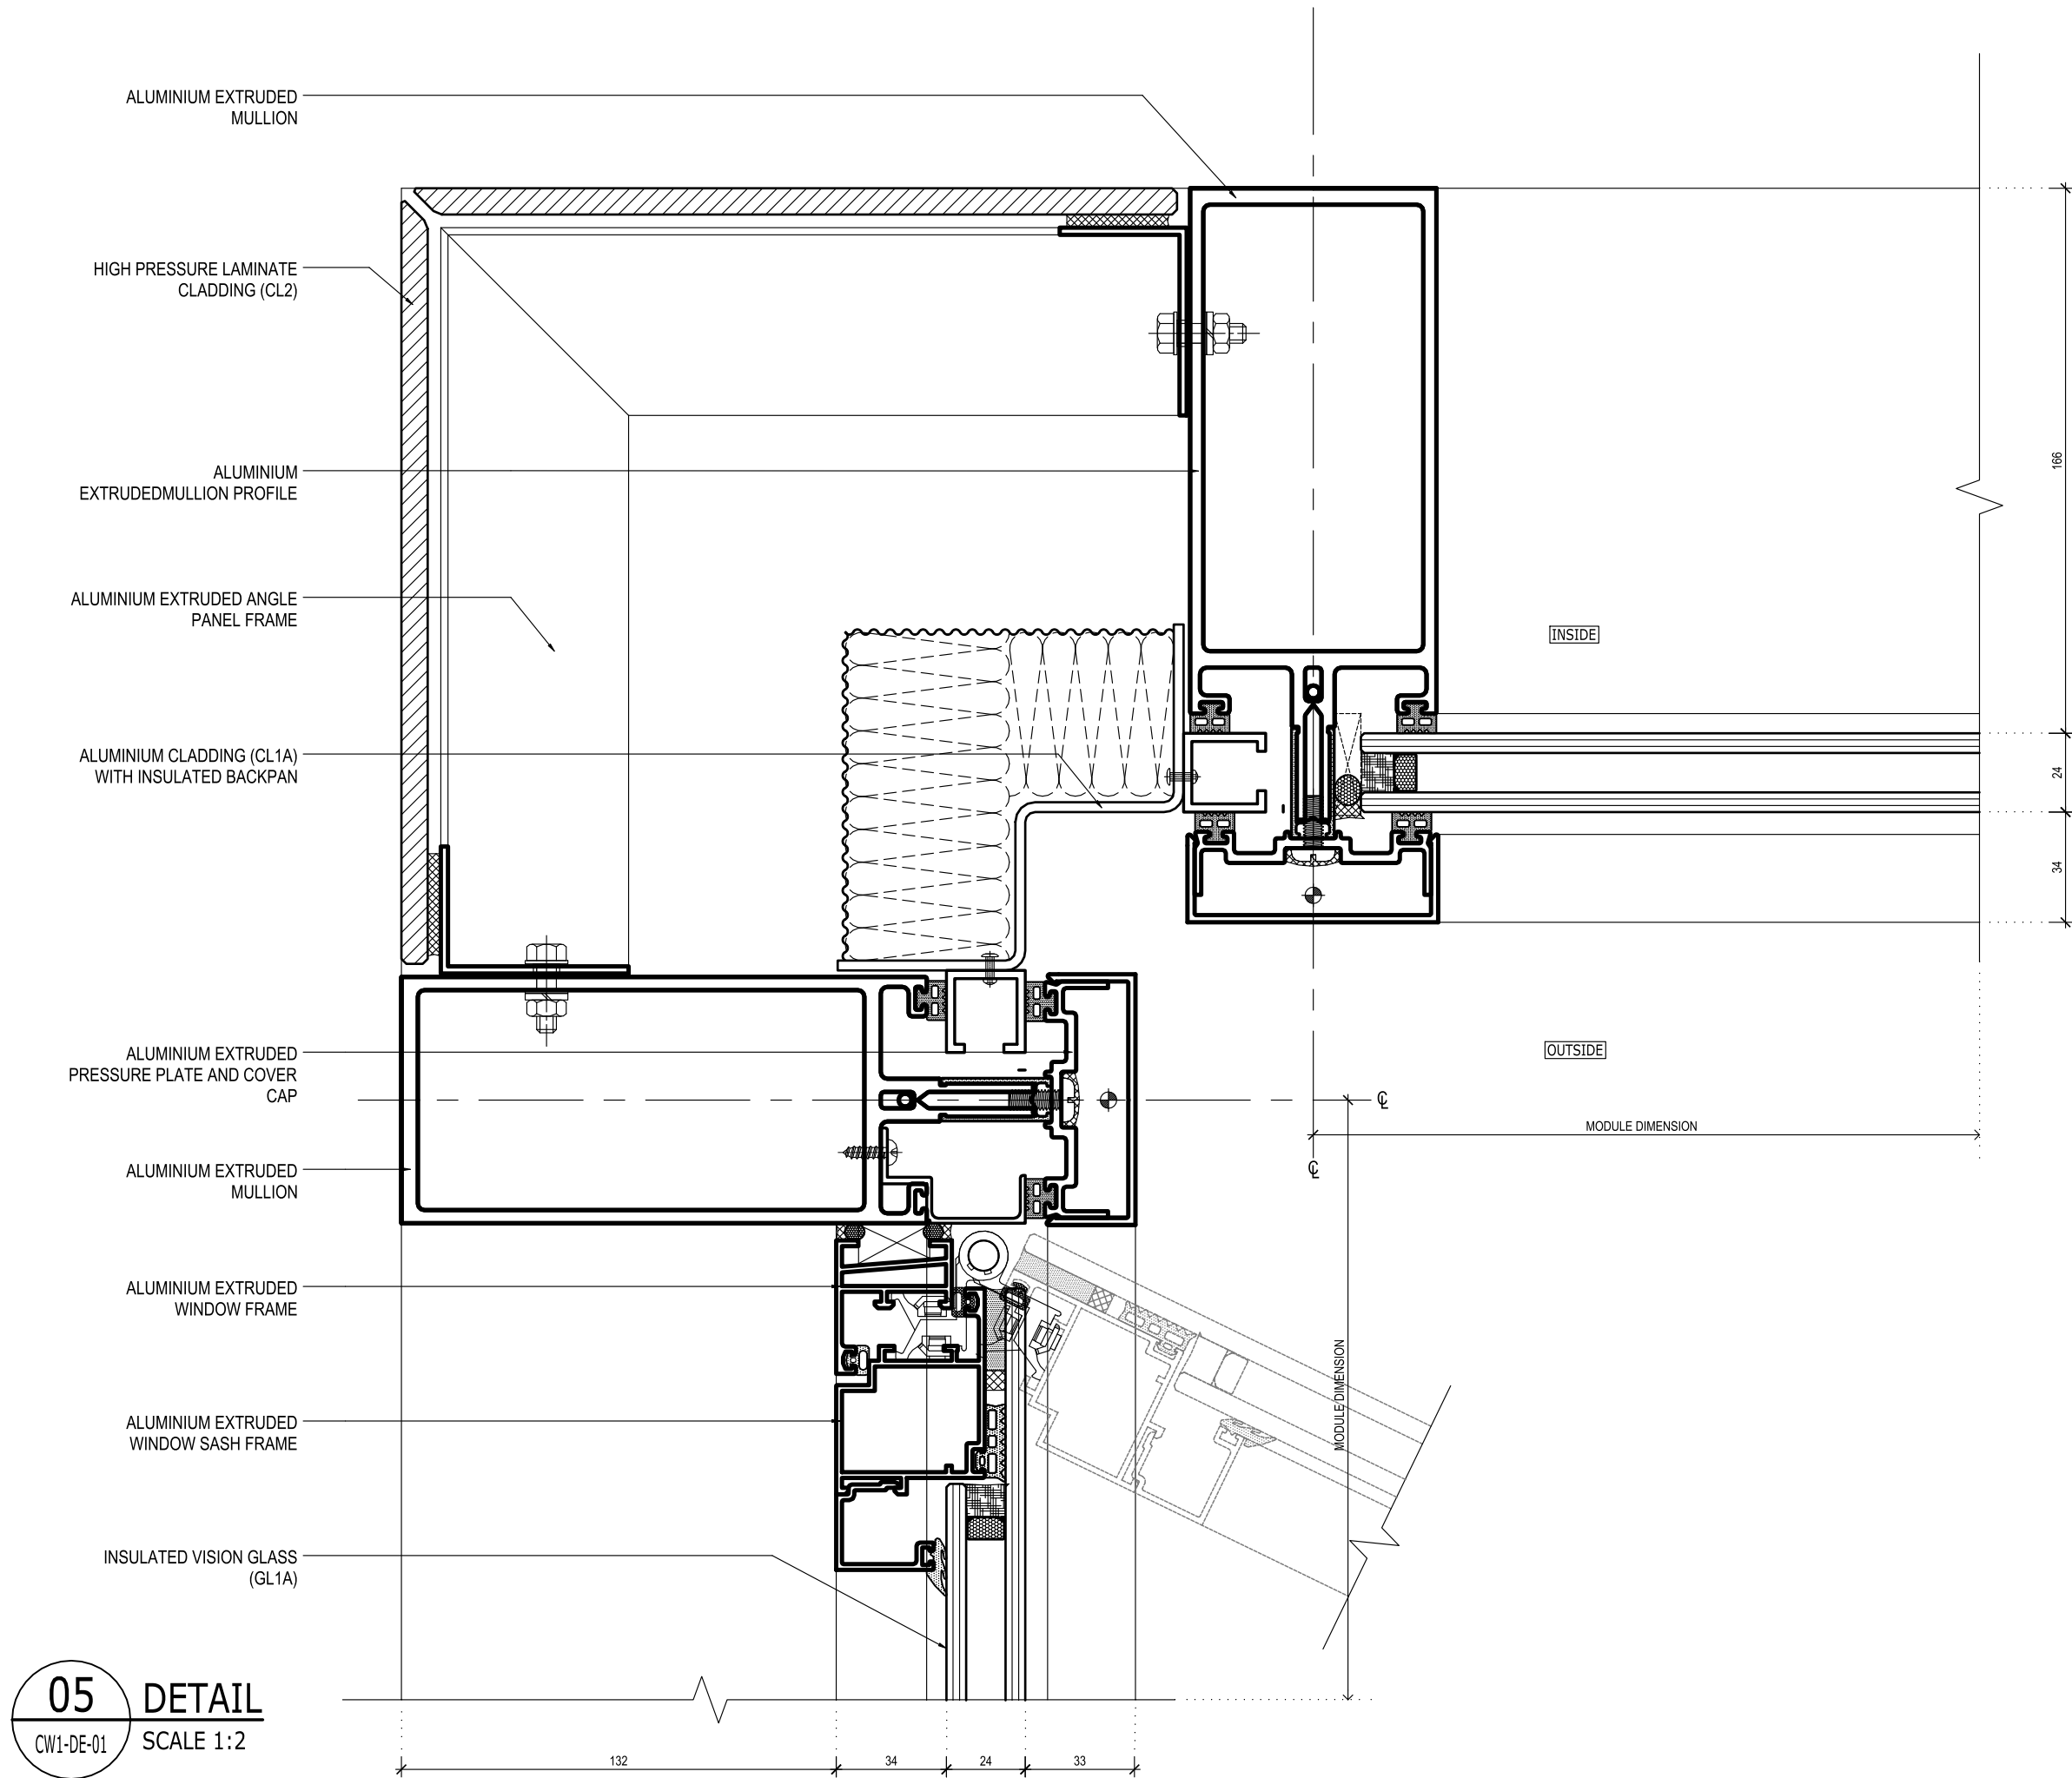 ALUMINIUM EXTRUDED
MULLION
HIGH PRESSURE LAMINATE
CLADDING (CL2)
ALUMINIUM
EXTRUDEDMULLION PROFILE
ALUMINIUM EXTRUDED ANGLE
PANEL FRAME
ALUMINIUM CLADDING (CL1A)
WITH INSULATED BACKPAN
ALUMINIUM EXTRUDED
PRESSURE PLATE AND COVER
CAP
ALUMINIUM EXTRUDED
MULLION
ALUMINIUM EXTRUDED
WINDOW FRAME
ALUMINIUM EXTRUDED
WINDOW SASH FRAME
INSULATED VISION GLASS
(GL1A)
INSIDE
OUTSIDE
166
24
34
℄
℄
MODULE DIMENSION
MODULE DIMENSION
132
34
24
33
05
CW1-DE-01
DETAIL
SCALE 1:2